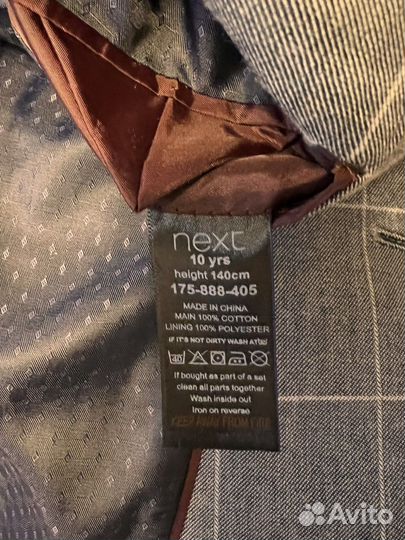 next
10 yrs
height 140cm
175-888-405
MADE IN CHINA
MAIN 100% COTTON
LINING 100% POLYESTER
IF IT'S NOT DIRTY WASH AT 30°
40
If bought as part of a set
clean all parts together
Wash inside out
Iron on reverse
KEEP AWAY FROM FIRE
Avito